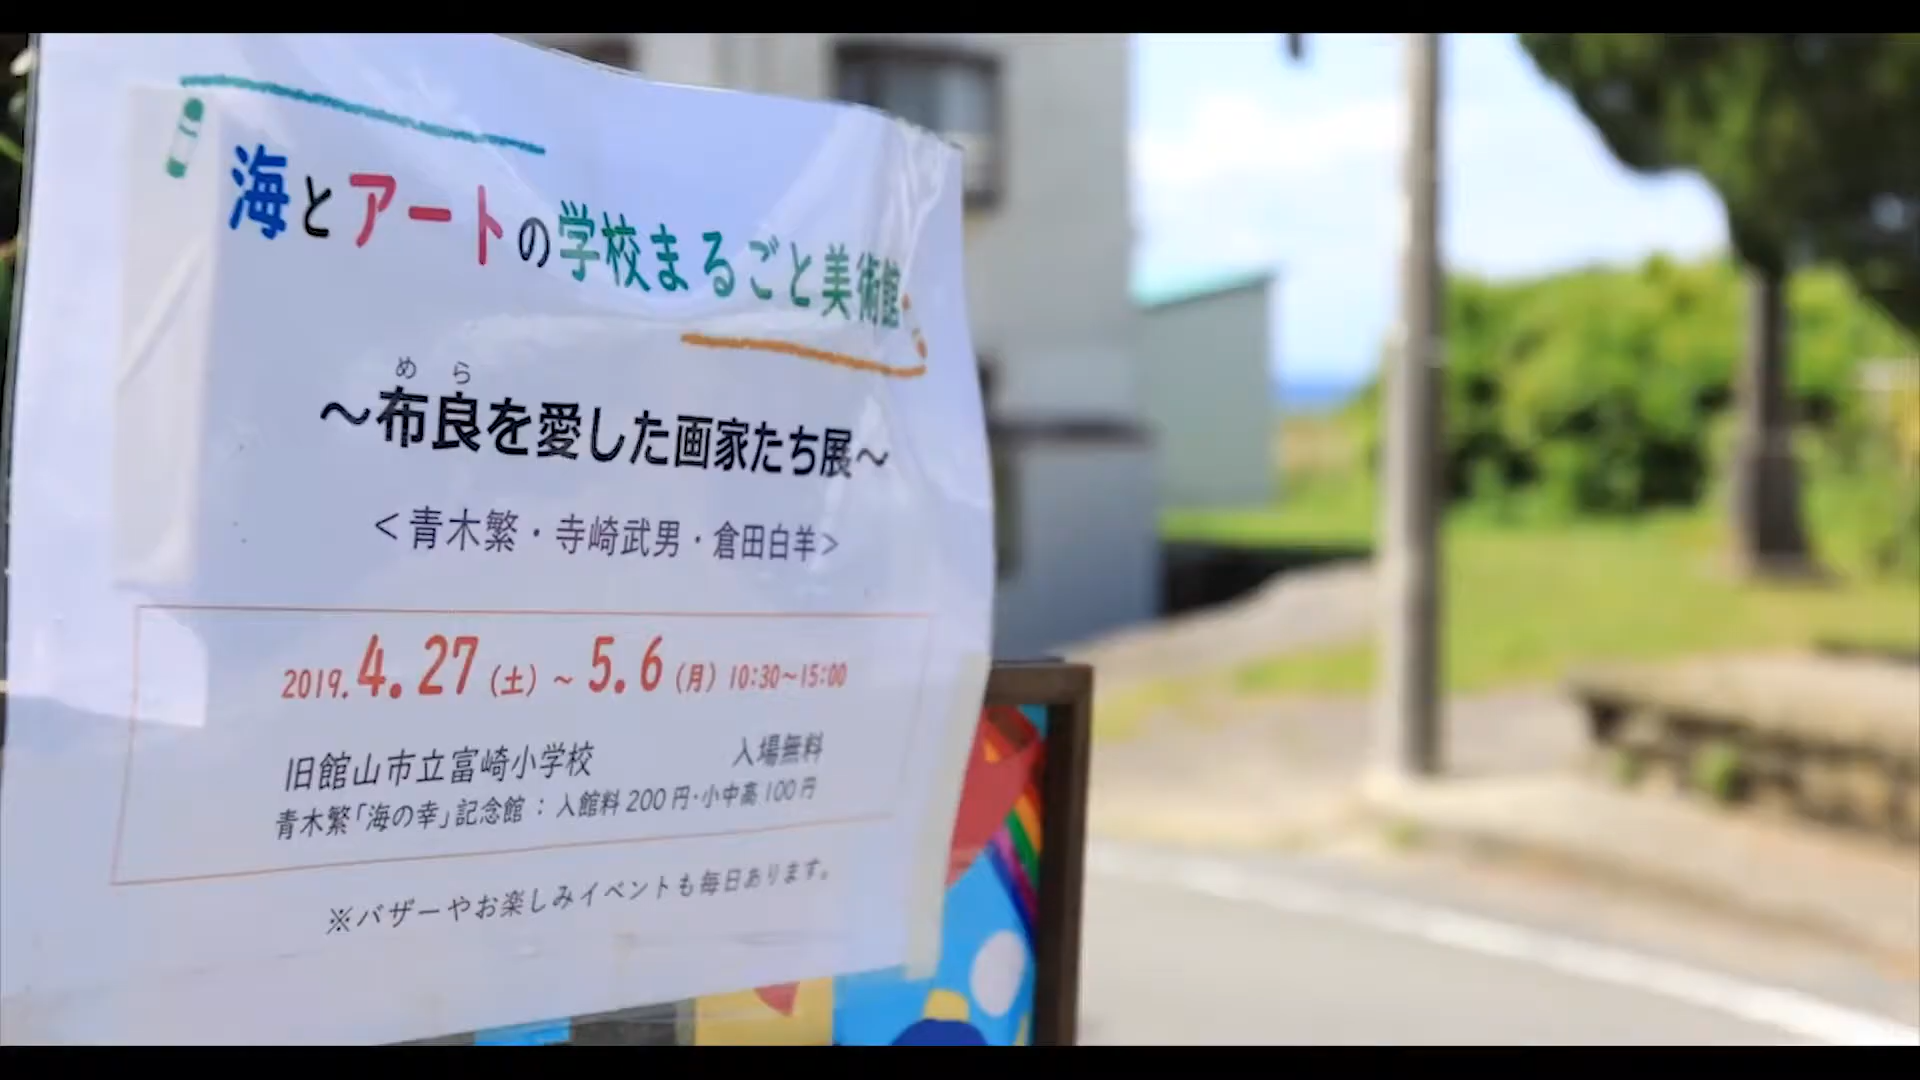 海とアートの学校まるごと美術館
めら
～布良を愛した画家たち展～
＜青木繁・寺崎武男・倉田白羊＞
2019.4.27(土)～5.6(月)10:30～15:00
旧館山市立富崎小学校 入場無料
青木繁「海の幸」記念館：入館料200円・小中高100円
※バザーやお楽しみイベントも毎日あります。